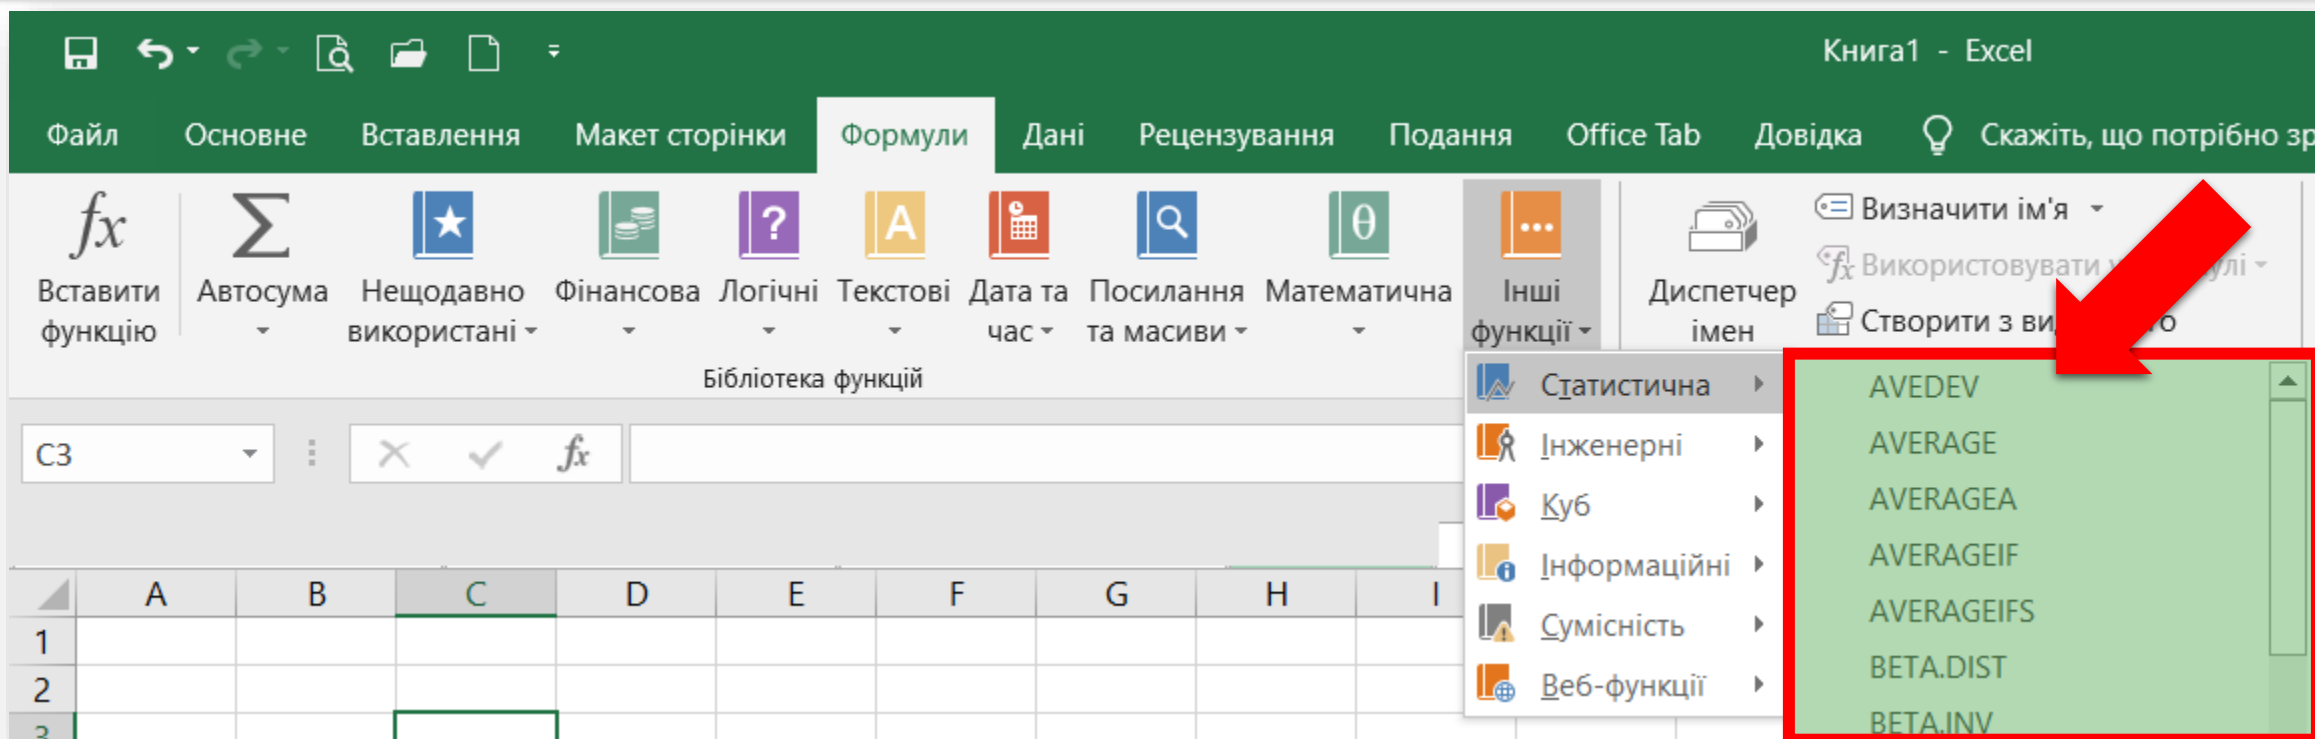 Книга1 - Excel
Файл Основне Вставлення Макет сторінки Формули Дані Рецензування Подання Office Tab Довідка Скажіть, що потрібно зр
Вставити функцію
Автосума
Нещодавно використані
Фінансова
Логічні
Текстові
Дата та час
Посилання та масиви
Математична
Інші функції
Бібліотека функцій
Диспетчер імен
Визначити ім'я
Використовувати
Створити з
C3
fx
Статистична
Інженерні
Куб
Інформаційні
Сумісність
Веб-функції
AVEDEV
AVERAGE
AVERAGEA
AVERAGEIF
AVERAGEIFS
BETA.DIST
BETA.INV
A B C D E F G H I
1
2
3